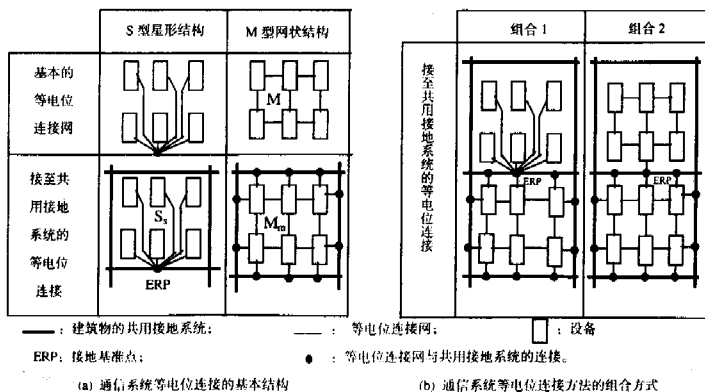 S 型星形结构
M 型网状结构
基本的
等电位
连接网
M
接至共
用接地
系统的
等电位
连接
Ss
ERP
Mm
组合 1
组合 2
接至共用接地系统的等电位连接
ERP
ERP
：建筑物的共用接地系统；
：等电位连接网；
：设备
ERP：接地基准点；
：等电位连接网与共用接地系统的连接。
(a) 通信系统等电位连接的基本结构
(b) 通信系统等电位连接方法的组合方式